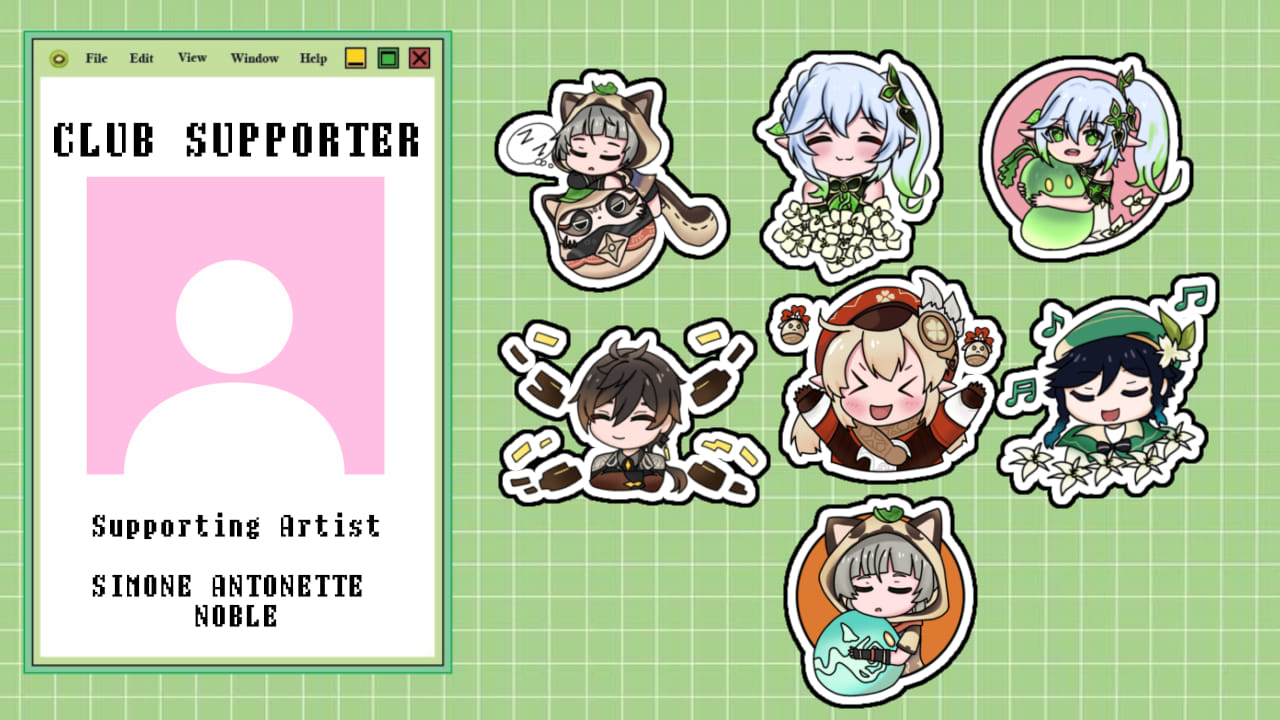 File Edit View Window Help
CLUB SUPPORTER
Supporting Artist
SIMONE ANTONETTE
NOBLE